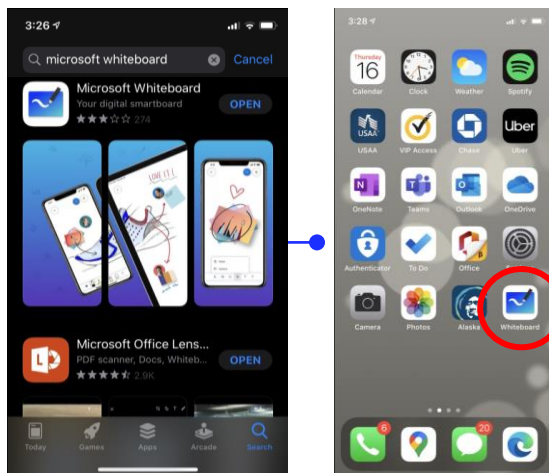 3:26
microsoft whiteboard
Cancel
Microsoft Whiteboard
Your digital smartboard
OPEN
274
LOVE IT!
Microsoft Office Lens...
PDF scanner, Docs, Whiteb...
OPEN
2.9K
Today
Games
Apps
Arcade
Search
3:28
Thursday
16
Calendar
Clock
Weather
Spotify
USAA
USAA
VIP Access
Chase
Uber
Uber
N
OneNote
Teams
O
Outlook
OneDrive
Authenticator
To Do
Office
Camera
Photos
Alaska
Whiteboard
6
20